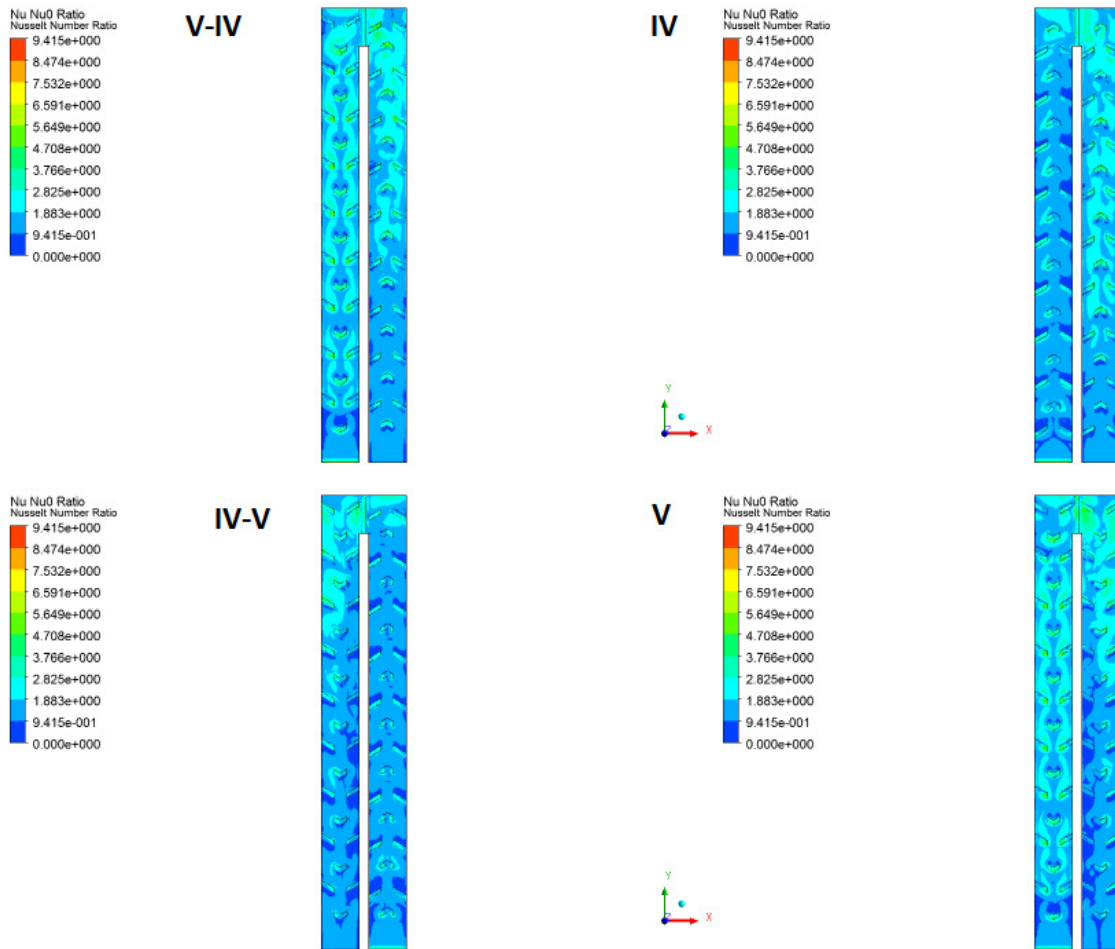 V-IV
Nu Nu0 Ratio
Nusselt Number Ratio
9.415e+000
8.474e+000
7.532e+000
6.591e+000
5.649e+000
4.708e+000
3.766e+000
2.825e+000
1.883e+000
9.415e-001
0.000e+000
IV
Nu Nu0 Ratio
Nusselt Number Ratio
9.415e+000
8.474e+000
7.532e+000
6.591e+000
5.649e+000
4.708e+000
3.766e+000
2.825e+000
1.883e+000
9.415e-001
0.000e+000
Y
Z
X
IV-V
Nu Nu0 Ratio
Nusselt Number Ratio
9.415e+000
8.474e+000
7.532e+000
6.591e+000
5.649e+000
4.708e+000
3.766e+000
2.825e+000
1.883e+000
9.415e-001
0.000e+000
V
Nu Nu0 Ratio
Nusselt Number Ratio
9.415e+000
8.474e+000
7.532e+000
6.591e+000
5.649e+000
4.708e+000
3.766e+000
2.825e+000
1.883e+000
9.415e-001
0.000e+000
Y
Z
X